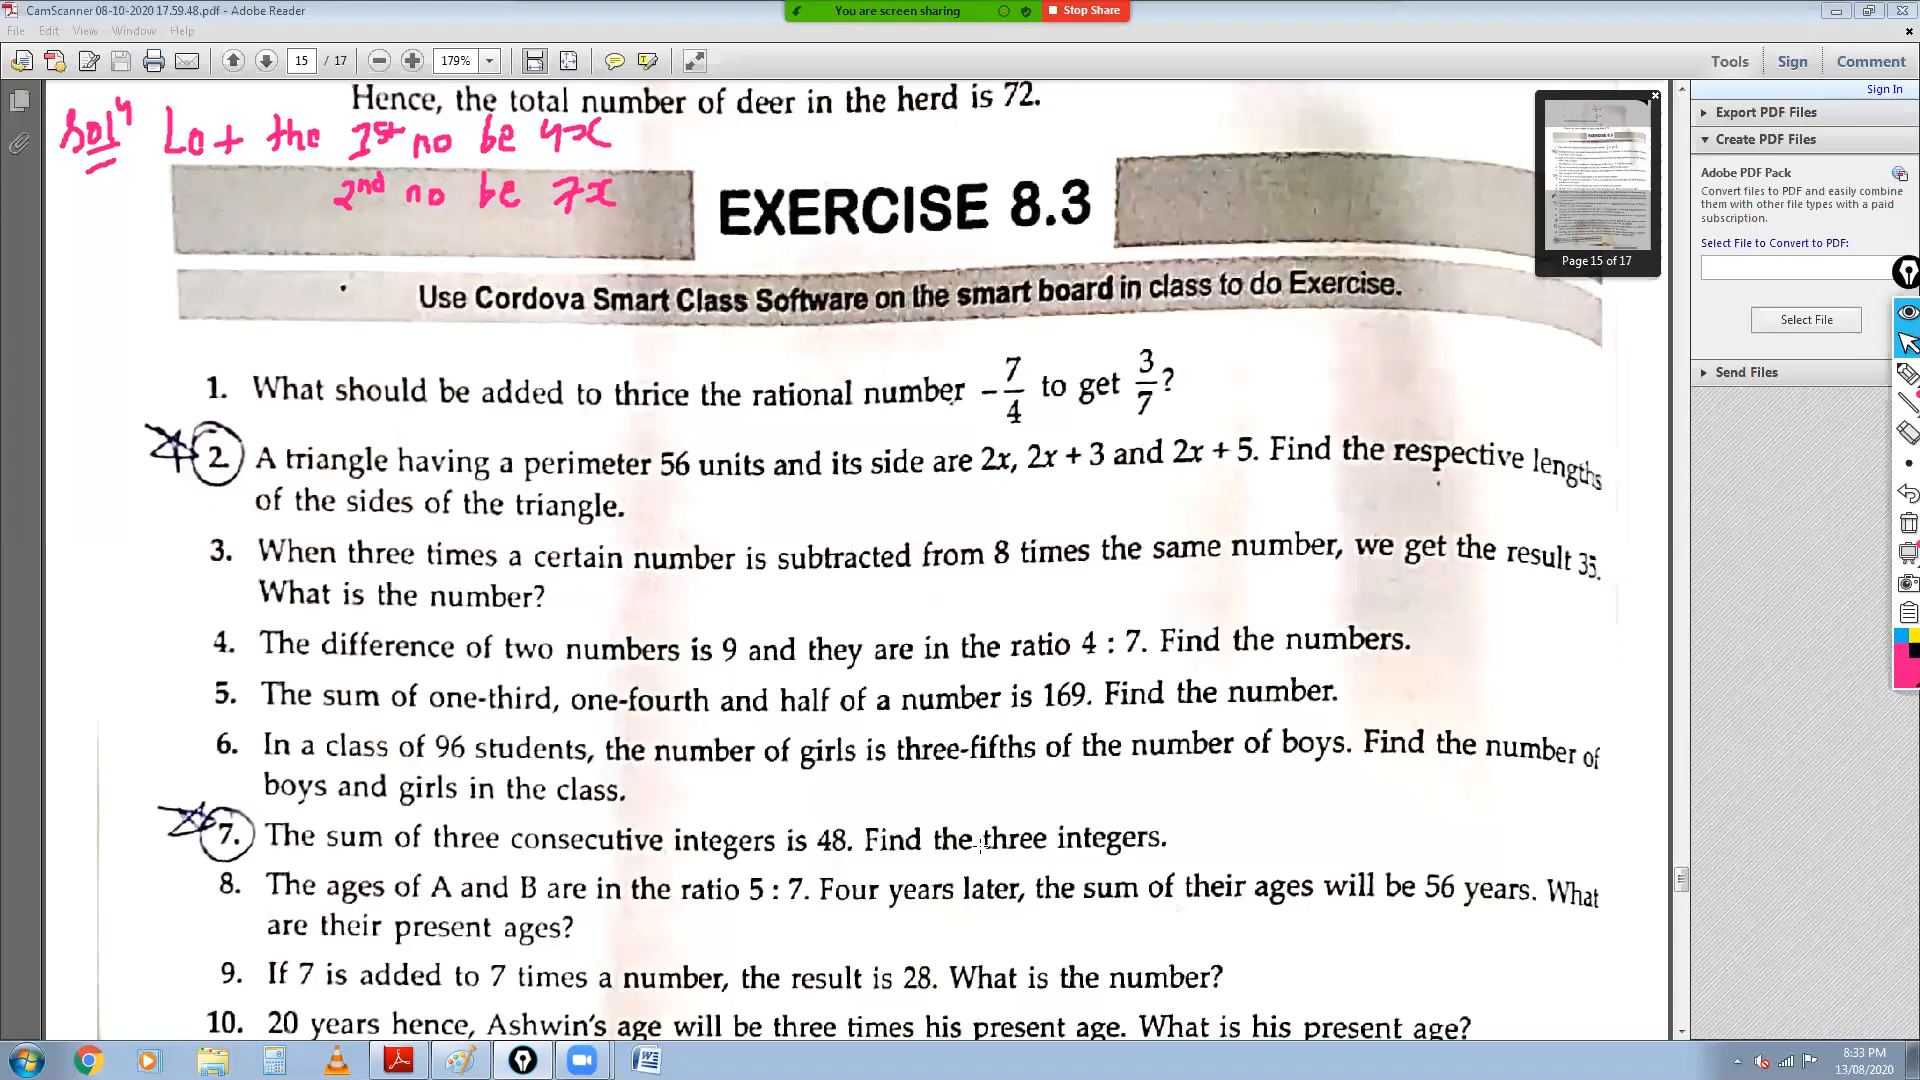 CamScanner 08-10-2020 17.59.48.pdf - Adobe Reader
You are screen sharing
Stop Share
File Edit View Window Help
15 / 17
179%
Tools
Sign
Comment
Sign In
Export PDF Files
Create PDF Files
Adobe PDF Pack
Convert files to PDF and easily combine
them with other file types with a paid
subscription.
Select File to Convert to PDF:
Select File
Send Files
Page 15 of 17
Hence, the total number of deer in the herd is 72.
Soln Let the 1st no be 4x
2nd no be 7x
EXERCISE 8.3
Use Cordova Smart Class Software on the smart board in class to do Exercise.
1. What should be added to thrice the rational number -7/4 to get 3/7?
2. A triangle having a perimeter 56 units and its side are 2x, 2x + 3 and 2x + 5. Find the respective lengths
of the sides of the triangle.
3. When three times a certain number is subtracted from 8 times the same number, we get the result 35.
What is the number?
4. The difference of two numbers is 9 and they are in the ratio 4 : 7. Find the numbers.
5. The sum of one-third, one-fourth and half of a number is 169. Find the number.
6. In a class of 96 students, the number of girls is three-fifths of the number of boys. Find the number of
boys and girls in the class.
7. The sum of three consecutive integers is 48. Find the three integers.
8. The ages of A and B are in the ratio 5 : 7. Four years later, the sum of their ages will be 56 years. What
are their present ages?
9. If 7 is added to 7 times a number, the result is 28. What is the number?
10. 20 years hence, Ashwin's age will be three times his present age. What is his present age?
8:33 PM
13/08/2020